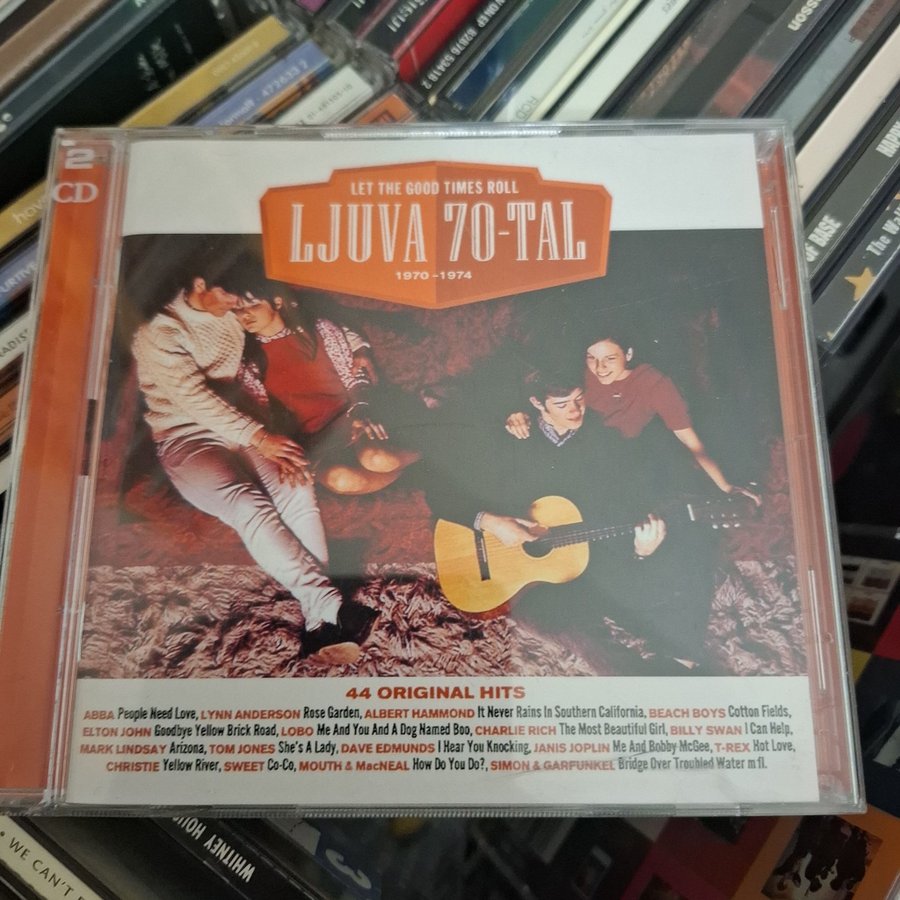 2
CD
LET THE GOOD TIMES ROLL
LJUVA 70-TAL
1970-1974
44 ORIGINAL HITS
ABBA People Need Love, LYNN ANDERSON Rose Garden, ALBERT HAMMOND It Never Rains In Southern California, BEACH BOYS Cotton Fields,
ELTON JOHN Goodbye Yellow Brick Road, LOBO Me And You And A Dog Named Boo, CHARLIE RICH The Most Beautiful Girl, BILLY SWAN I Can Help,
MARK LINDSAY Arizona, TOM JONES She's A Lady, DAVE EDMUNDS I Hear You Knocking, JANIS JOPLIN Me And Bobby McGee, T-REX Hot Love,
CHRISTIE Yellow River, SWEET Co-Co, MOUTH & MacNEAL How Do You Do?, SIMON & GARFUNKEL Bridge Over Troubled Water m fl.
OF BASE
WHITNEY HOU
WE CAN'T